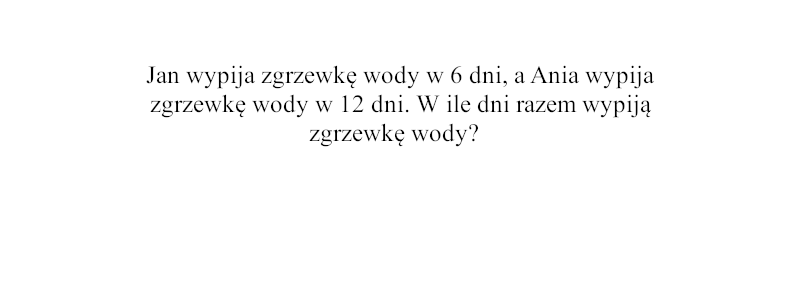 Jan wypija zgrzewkę wody w 6 dni, a Ania wypija
zgrzewkę wody w 12 dni. W ile dni razem wypiją
zgrzewkę wody?